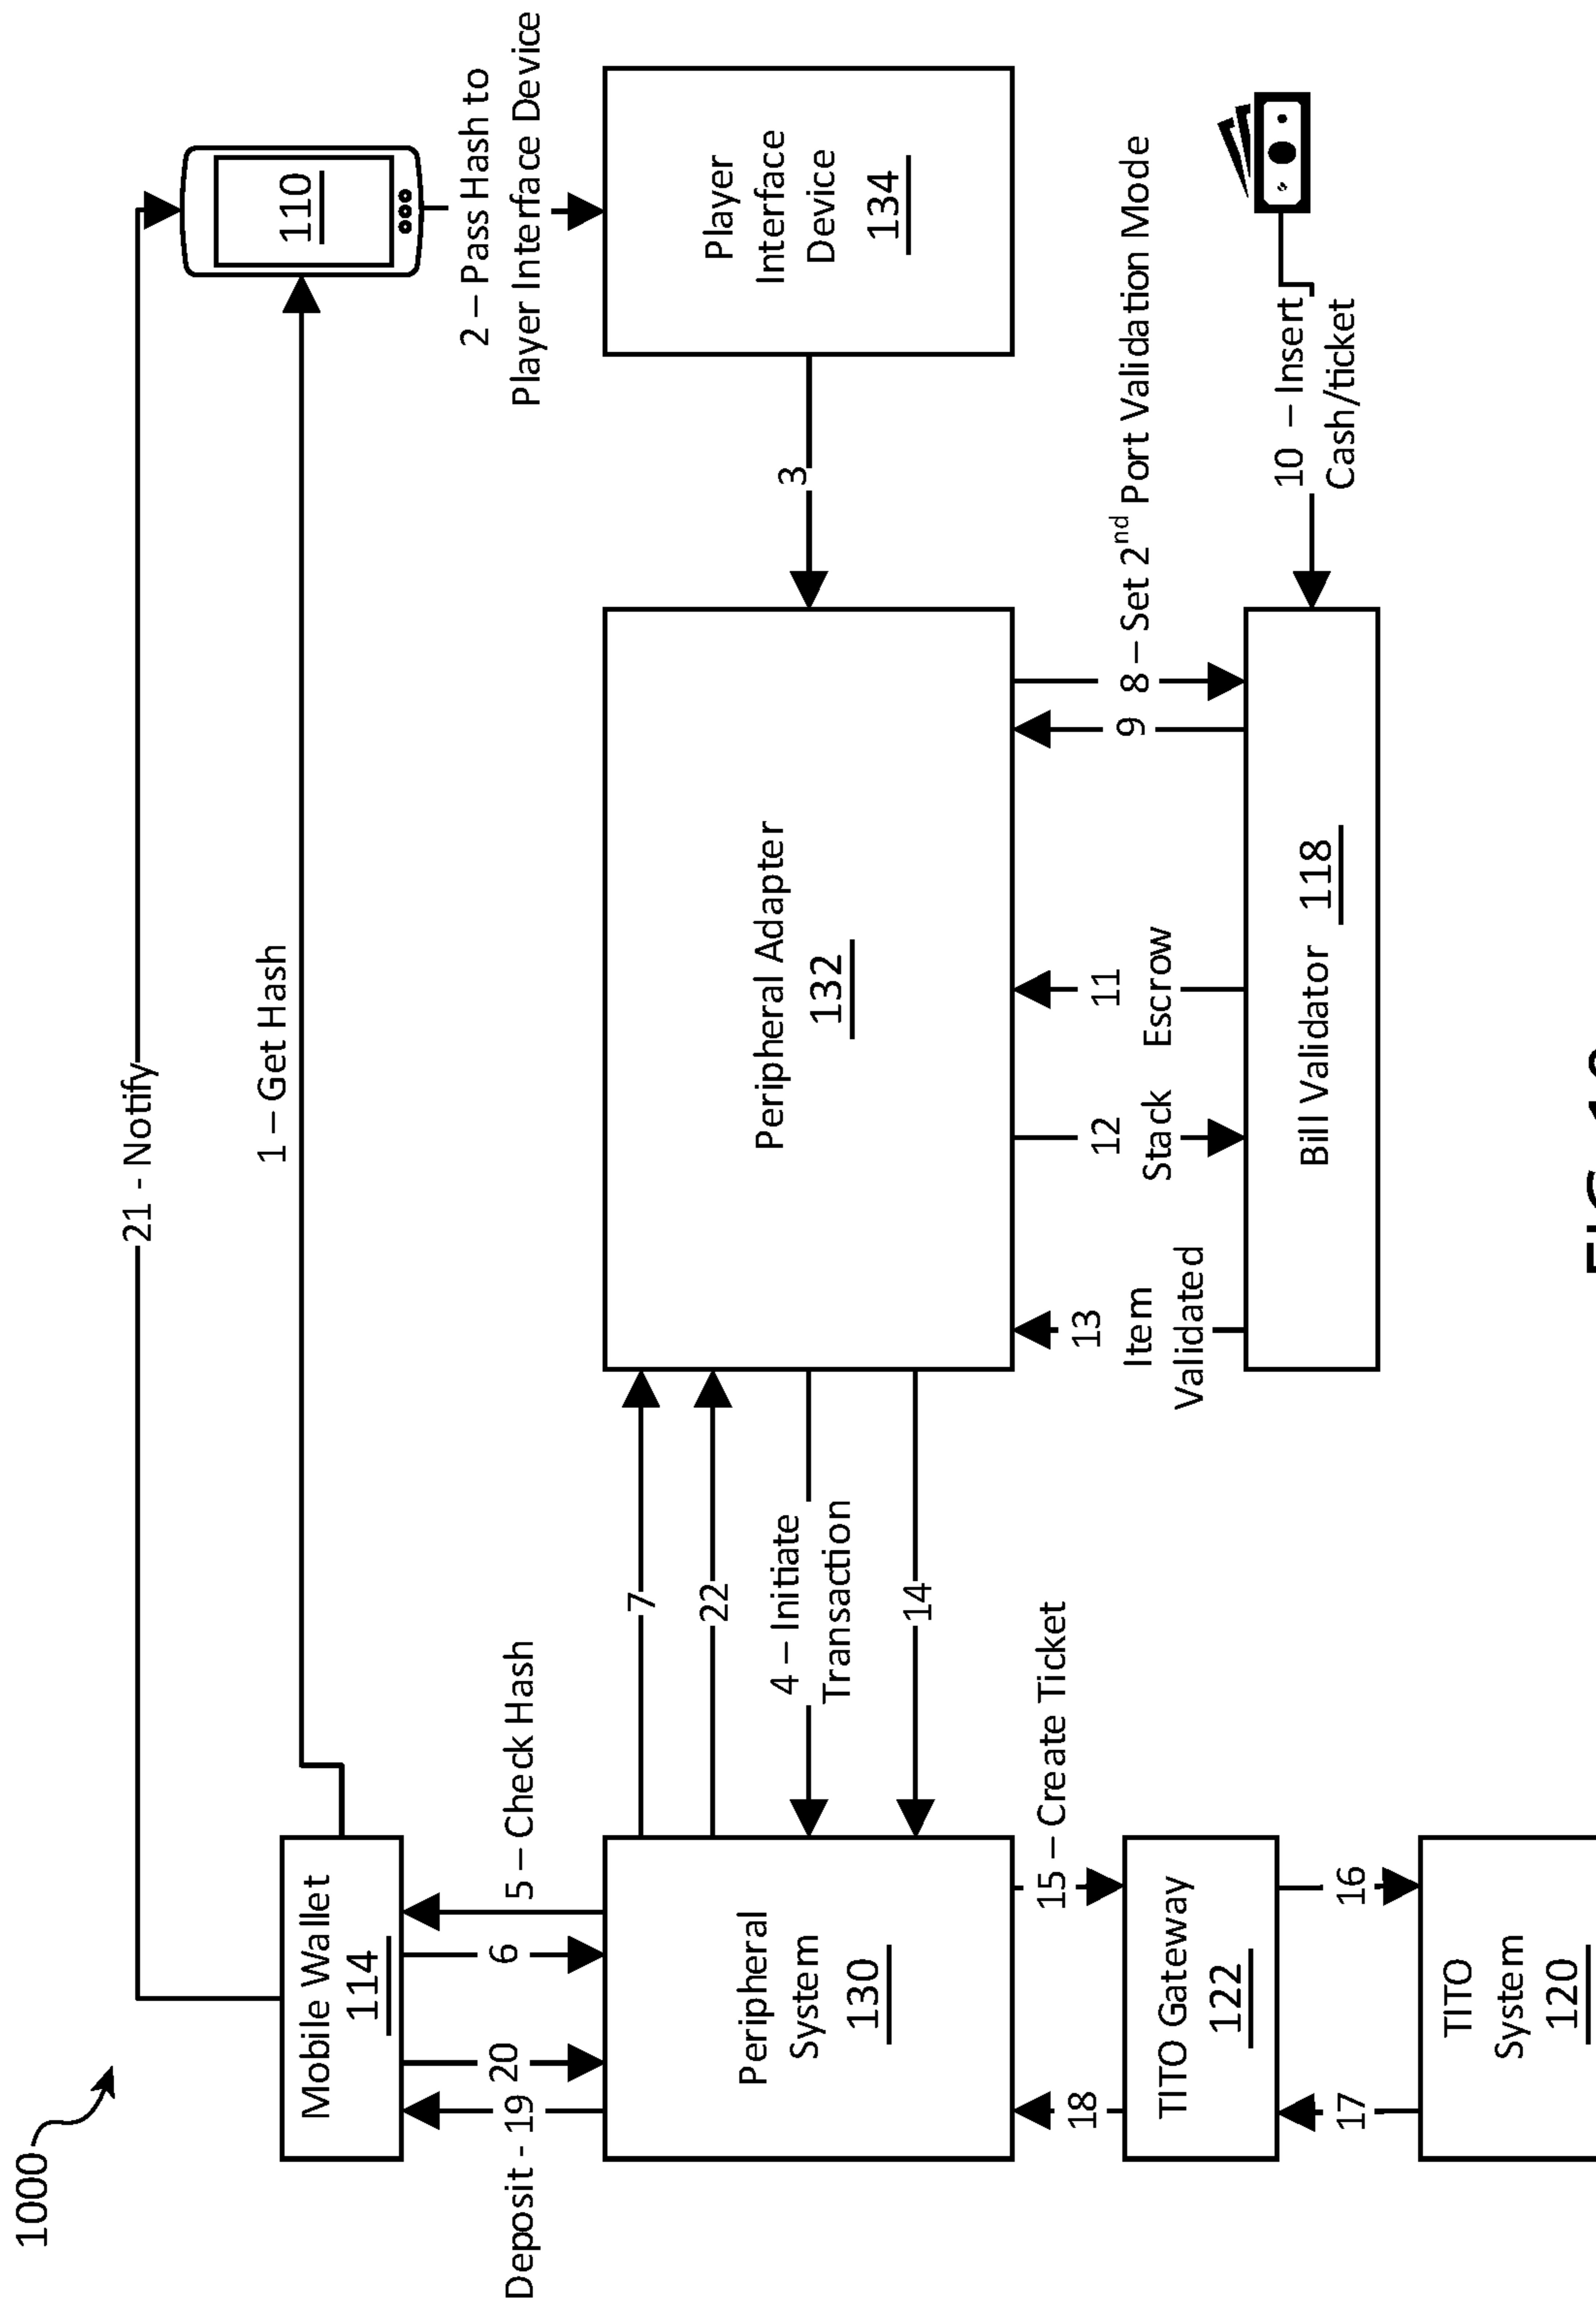 1000
21 - Notify
1 – Get Hash
110
2 – Pass Hash to
Player Interface Device
Mobile Wallet
114
5 – Check Hash
6
20
Deposit - 19
Peripheral
System
130
7
22
4 – Initiate
Transaction
14
Peripheral Adapter
132
3
Player
Interface
Device
134
15 – Create Ticket
18
13
Item
Validated
12
Stack
11
Escrow
9
8 – Set 2nd Port Validation Mode
TITO Gateway
122
Bill Validator 118
10 – Insert
Cash/ticket
16
17
TITO
System
120